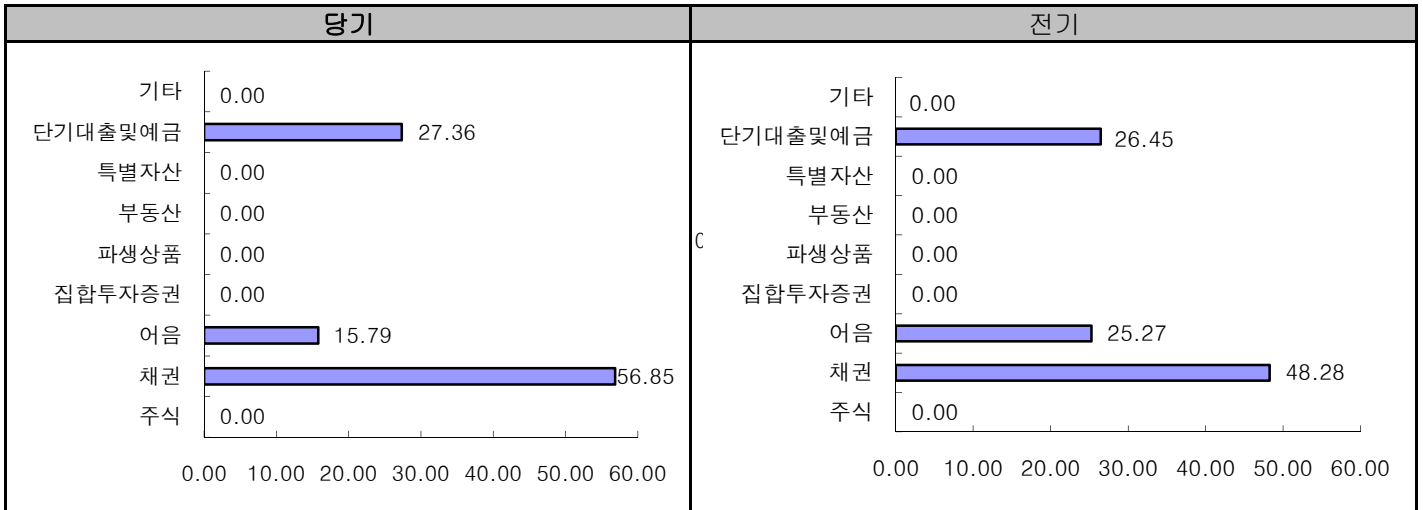 당기
전기
기타 0.00
단기대출및예금 27.36
특별자산 0.00
부동산 0.00
파생상품 0.00
집합투자증권 0.00
어음 15.79
채권 56.85
주식 0.00
0.00 10.00 20.00 30.00 40.00 50.00 60.00
기타 0.00
단기대출및예금 26.45
특별자산 0.00
부동산 0.00
파생상품 0.00
집합투자증권 0.00
어음 25.27
채권 48.28
주식 0.00
0.00 10.00 20.00 30.00 40.00 50.00 60.00